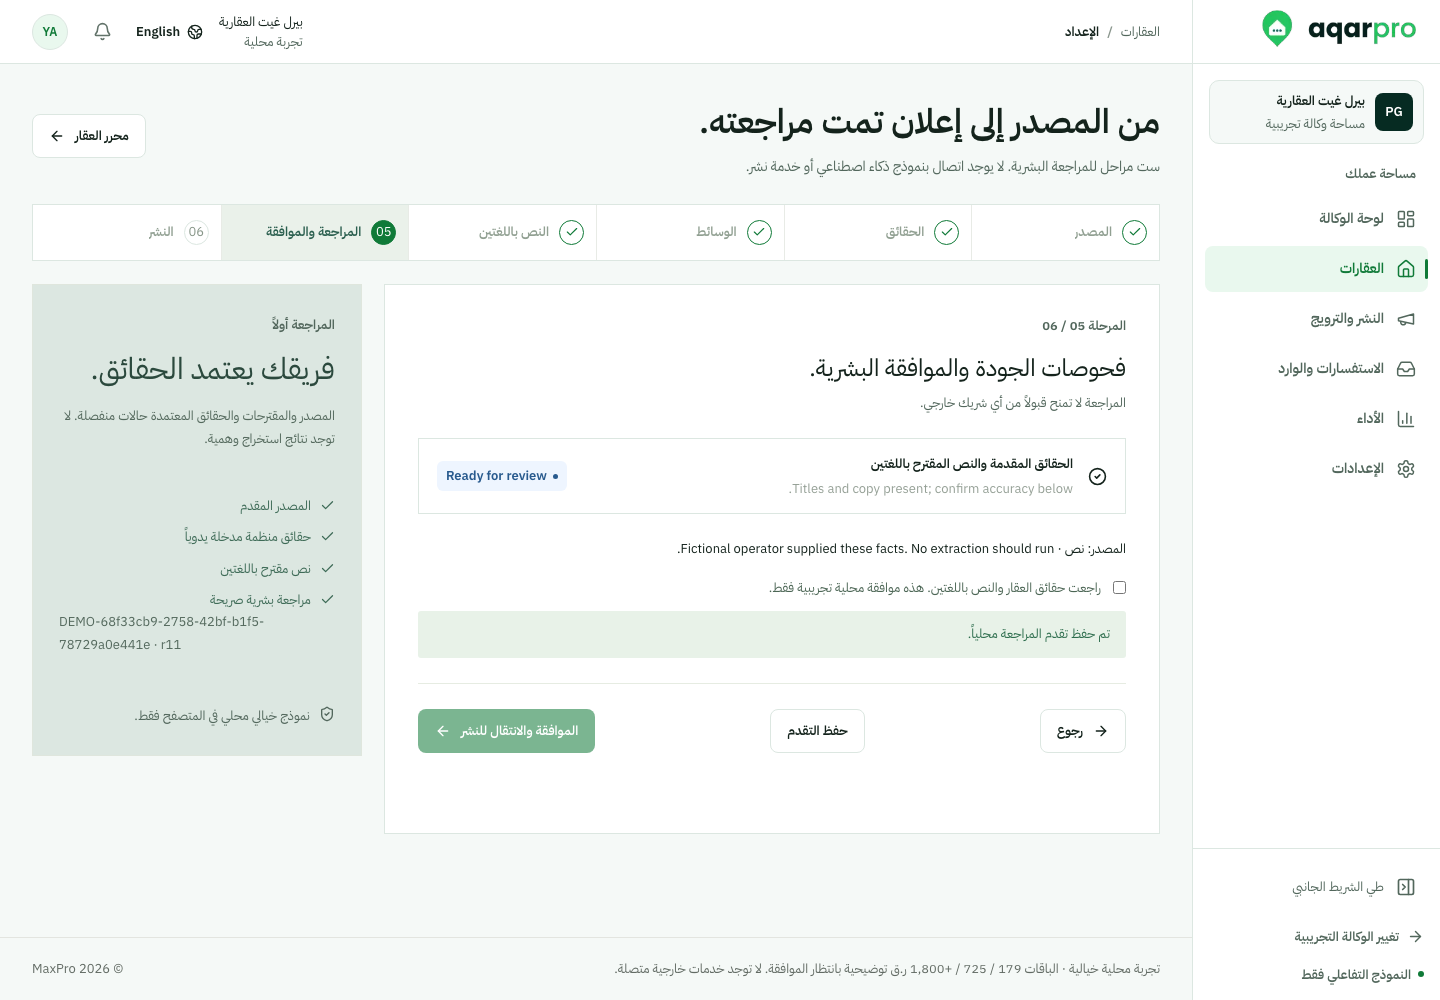 aqarpro
PG
بيرل غيت العقارية
مساحة وكالة تجريبية
مساحة عملك
لوحة الوكالة
العقارات
النشر والترويج
الاستفسارات والوارد
الأداء
الإعدادات
طي الشريط الجانبي
تغيير الوكالة التجريبية
النموذج التفاعلي فقط
العقارات / الإعداد
بيرل غيت العقارية
تجربة محلية
English
YA
من المصدر إلى إعلان تمت مراجعته.
ست مراحل للمراجعة البشرية. لا يوجد اتصال بنموذج ذكاء اصطناعي أو خدمة نشر.
محرر العقار
المصدر
الحقائق
الوسائط
النص باللغتين
05 المراجعة والموافقة
06 النشر
المرحلة 05 / 06
فحوصات الجودة والموافقة البشرية.
المراجعة لا تمنح قبولاً من أي شريك خارجي.
الحقائق المقدمة والنص المقترح باللغتين
Titles and copy present; confirm accuracy below.
Ready for review
المصدر: نص · Fictional operator supplied these facts. No extraction should run.
راجعت حقائق العقار والنص باللغتين. هذه موافقة محلية تجريبية فقط.
تم حفظ تقدم المراجعة محلياً.
رجوع
حفظ التقدم
الموافقة والانتقال للنشر
المراجعة أولاً
فريقك يعتمد الحقائق.
المصدر والمقترحات والحقائق المعتمدة حالات منفصلة. لا
توجد نتائج استخراج وهمية.
المصدر المقدم
حقائق منظمة مدخلة يدوياً
نص مقترح باللغتين
مراجعة بشرية صريحة
DEMO-68f33cb9-2758-42bf-b1f5-
78729a0e441e · r11
نموذج خيالي محلي في المتصفح فقط.
تجربة محلية خيالية · الباقات 179 / 725 / +1,800 ر.ق توضيحية بانتظار الموافقة. لا توجد خدمات خارجية متصلة.
© 2026 MaxPro